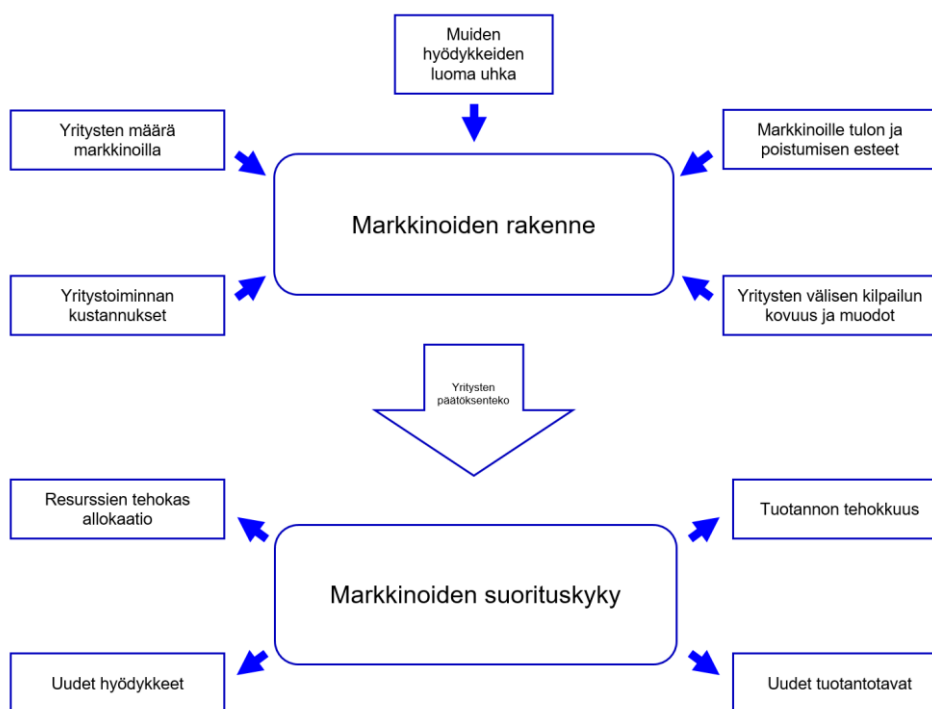 Muiden
hyödykkeiden
luoma uhka
Yritysten määrä
markkinoilla
Markkinoille tulon ja
poistumisen esteet
Markkinoiden rakenne
Yritystoiminnan
kustannukset
Yritysten välisen kilpailun
kovuus ja muodot
Yritysten
päätöksenteko
Resurssien tehokas
allokaatio
Tuotannon tehokkuus
Markkinoiden suorituskyky
Uudet hyödykkeet
Uudet tuotantotavat